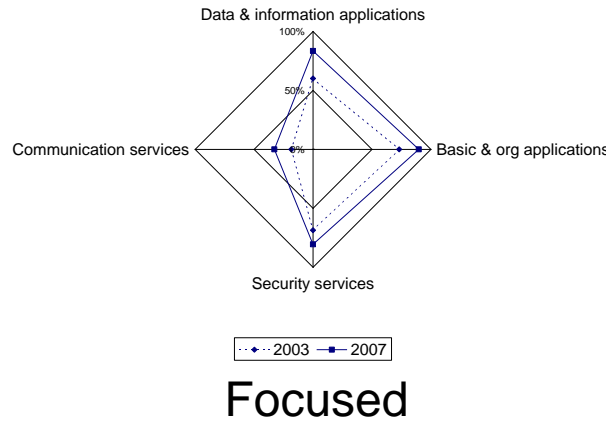 Data & information applications
100%
50%
Communication services
0%
Basic & org applications
Security services
2003 2007
Focused